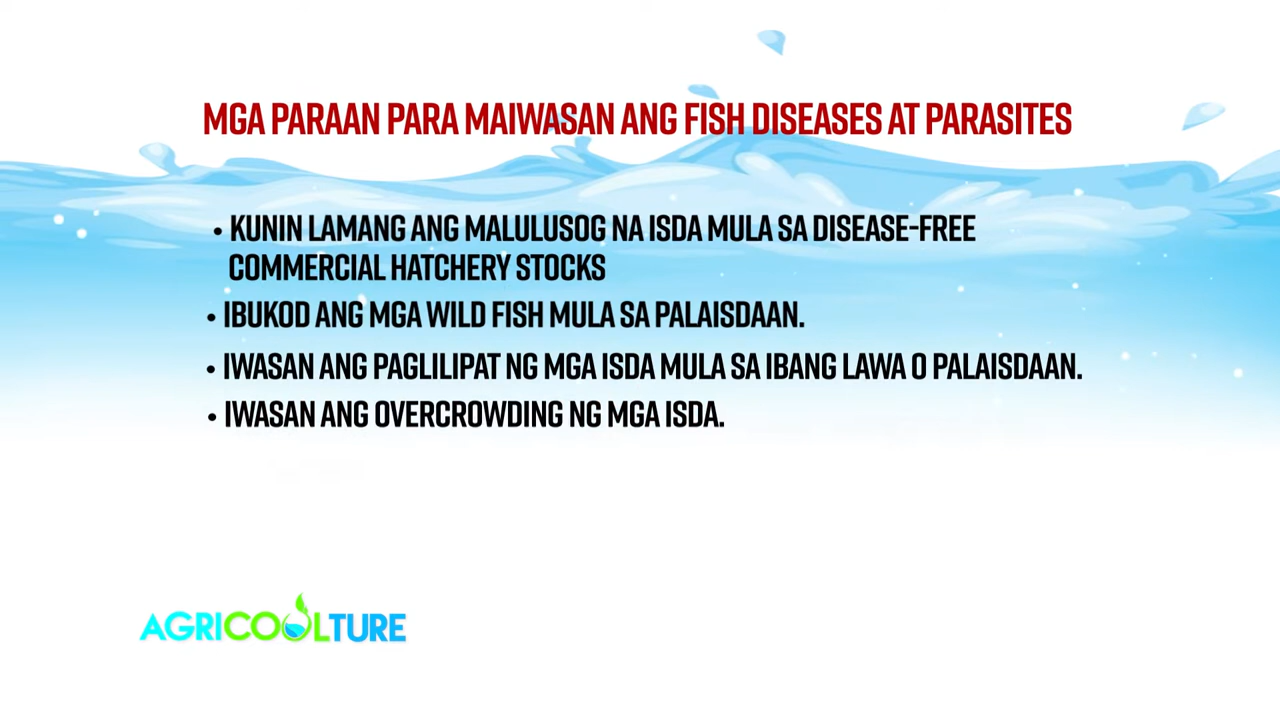 MGA PARAAN PARA MAIWASAN ANG FISH DISEASES AT PARASITES
• KUNIN LAMANG ANG MALULUSOG NA ISDA MULA SA DISEASE-FREE
COMMERCIAL HATCHERY STOCKS
• IBUKOD ANG MGA WILD FISH MULA SA PALAISDAAN.
• IWASAN ANG PAGLILIPAT NG MGA ISDA MULA SA IBANG LAWA O PALAISDAAN.
• IWASAN ANG OVERCROWDING NG MGA ISDA.
AGRICOOLTURE